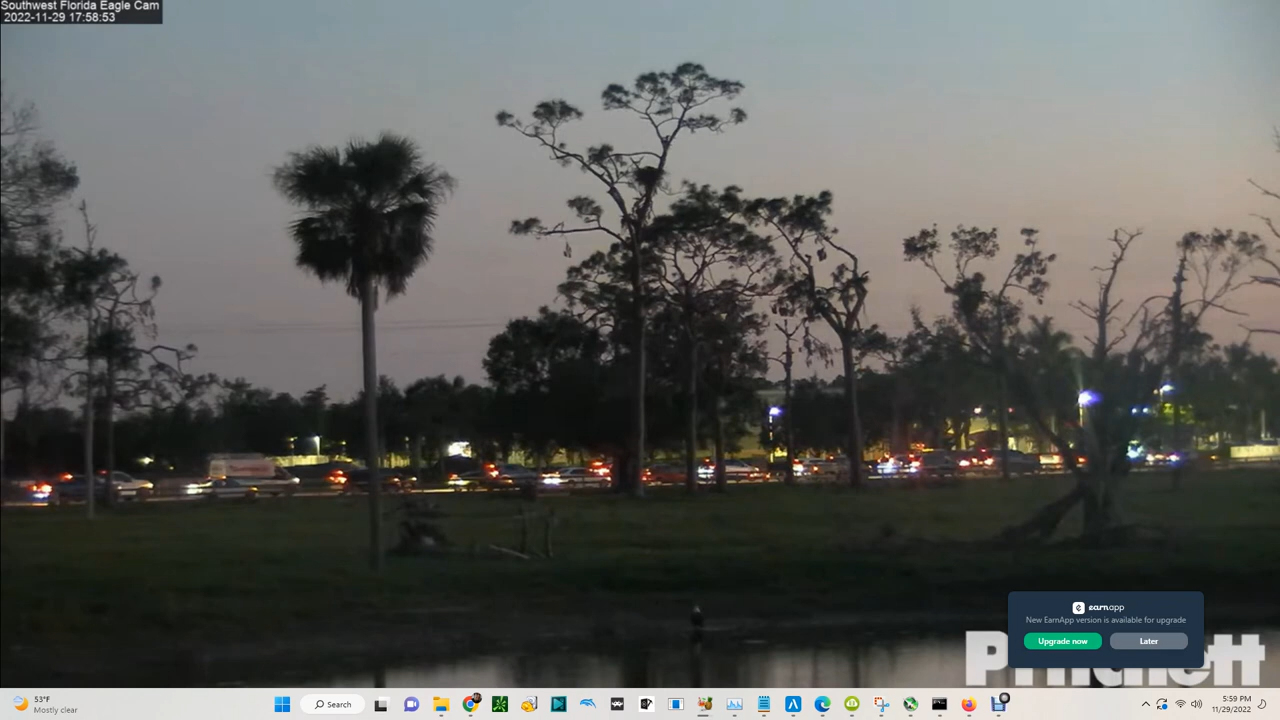 Southwest Florida Eagle Cam
2022-11-29 17:58:53
earnapp
New EarnApp version is available for upgrade
Upgrade now
Later
53°F
Mostly clear
Search
5:59 PM
11/29/2022